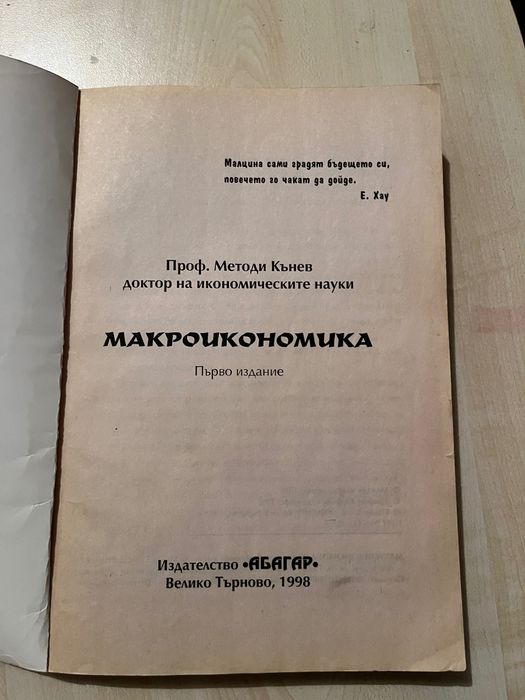 Малцина сами градят бъдещето си,
повечето го чакат да дойде.
Е. Хау
Проф. Методи Кънев
доктор на икономическите науки
МАКРОИКОНОМИКА
Първо издание
Издателство •АБАГАР•
Велико Търново, 1998